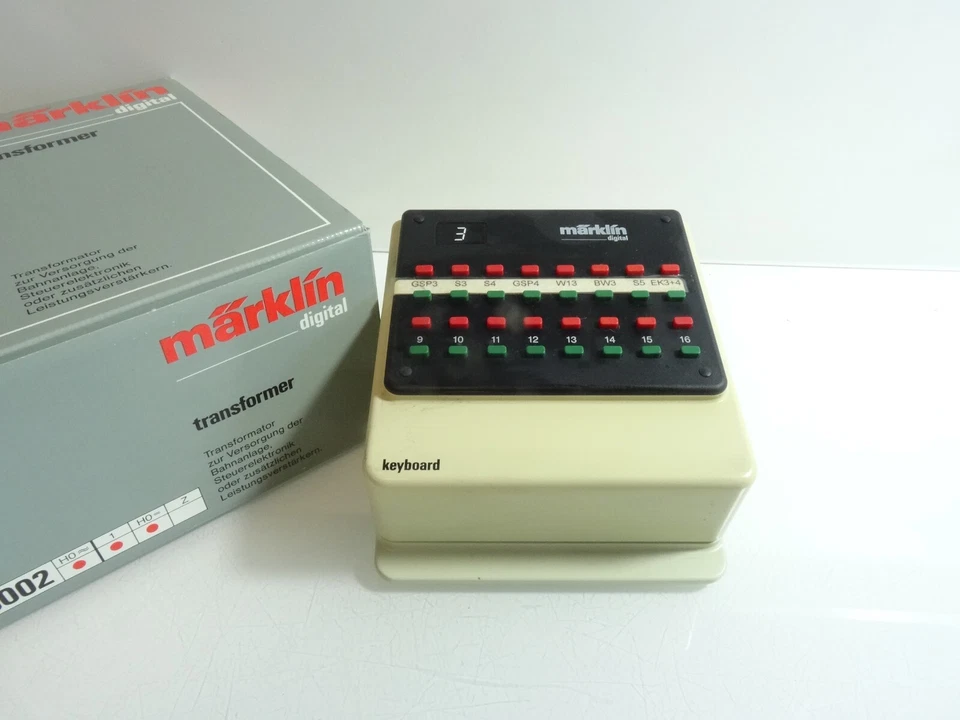 märklin
digital
transformer
Transformator
zur Versorgung der
Bahnanlage,
Steuerelektronik
oder zusätzlichen
Leistungsverstärkern.
märklin
digital
transformer
Transformator
zur Versorgung der
Bahnanlage,
Steuerelektronik
oder zusätzlichen
Leistungsverstärkern.
H0≃ 1 H0= Z
002
3
märklin
digital
GSP3 S3 S4 GSP4 W13 BW3 S5 EK3+4
9 10 11 12 13 14 15 16
keyboard